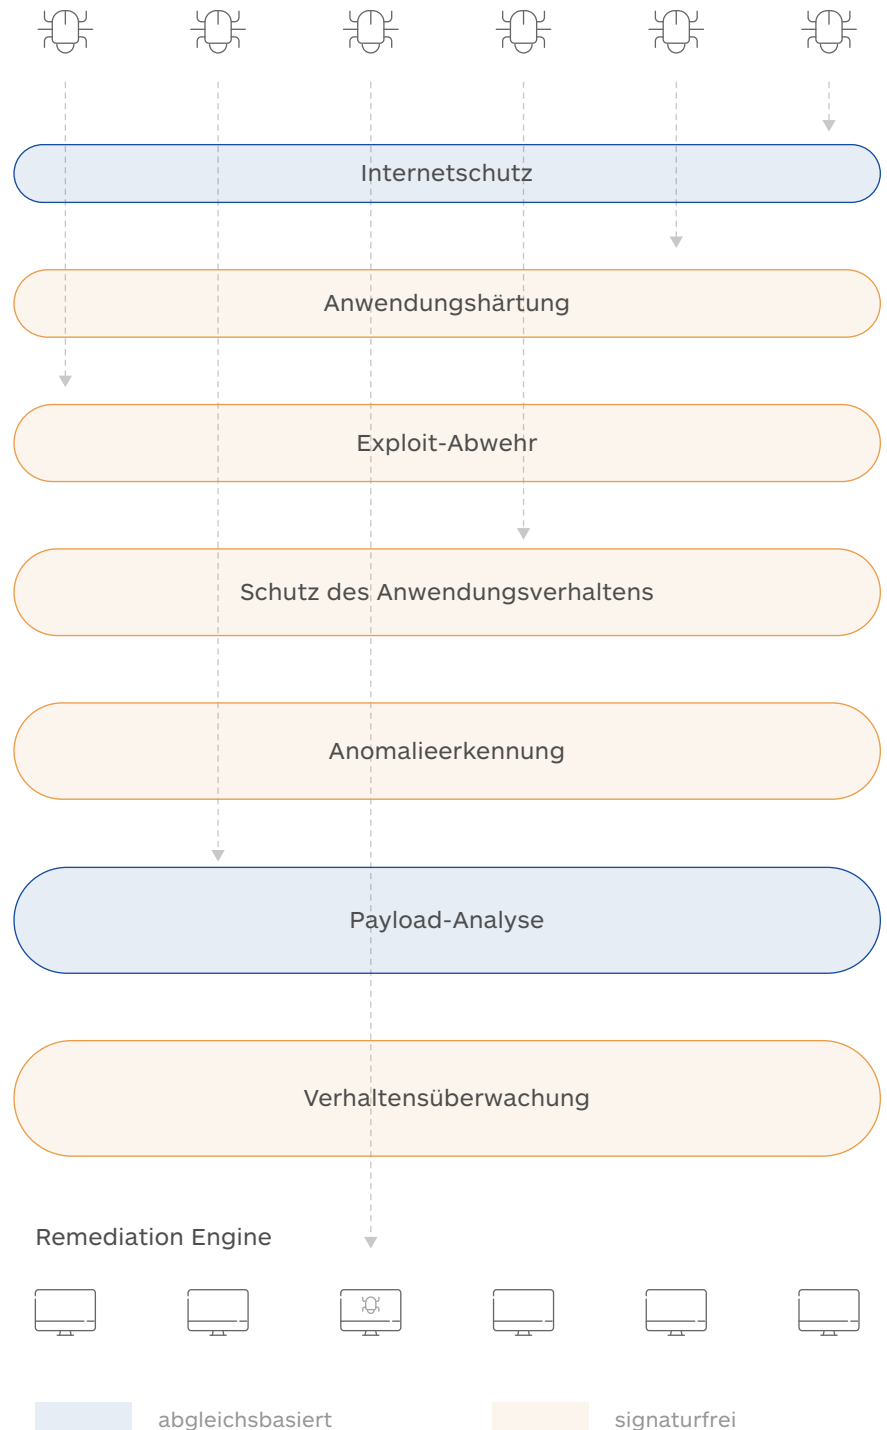 Internetschutz
Anwendungshärtung
Exploit-Abwehr
Schutz des Anwendungsverhaltens
Anomalieerkennung
Payload-Analyse
Verhaltensüberwachung
Remediation Engine
abgleichsbasiert
signaturfrei